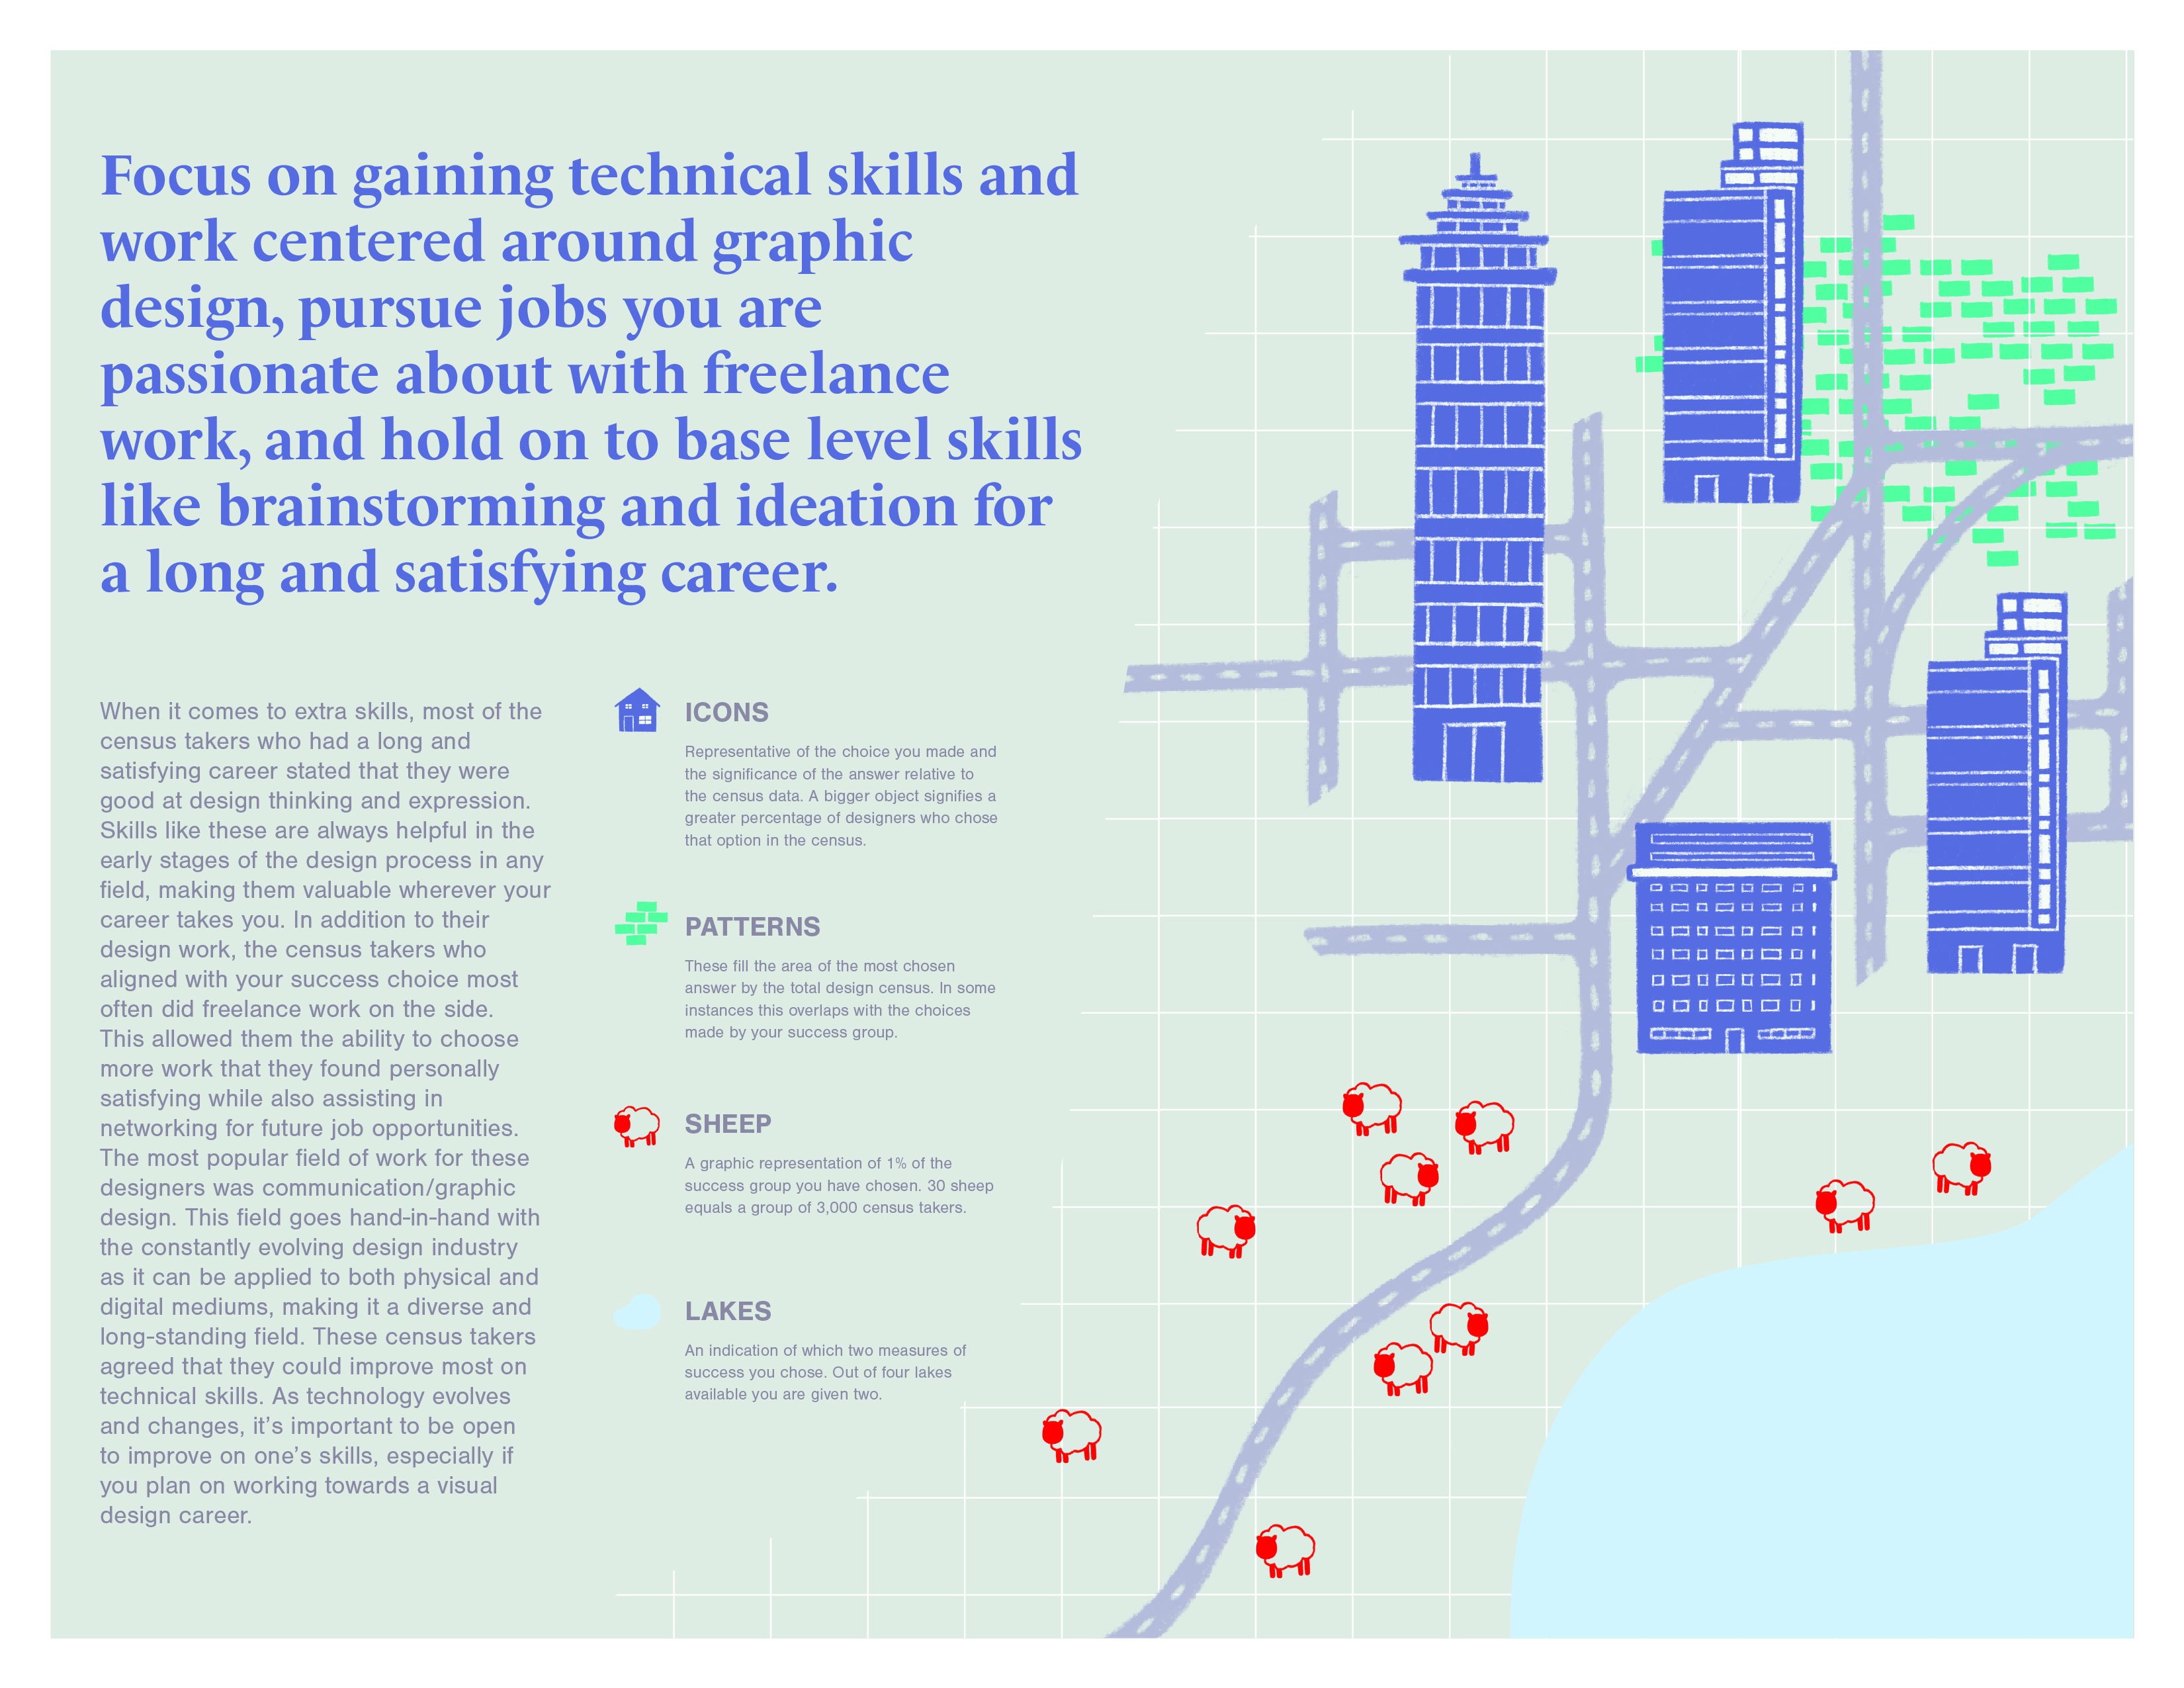 Focus on gaining technical skills and
work centered around graphic
design, pursue jobs you are
passionate about with freelance
work, and hold on to base level skills
like brainstorming and ideation for
a long and satisfying career.
When it comes to extra skills, most of the
census takers who had a long and
satisfying career stated that they were
good at design thinking and expression.
Skills like these are always helpful in the
early stages of the design process in any
field, making them valuable wherever your
career takes you. In addition to their
design work, the census takers who
aligned with your success choice most
often did freelance work on the side.
This allowed them the ability to choose
more work that they found personally
satisfying while also assisting in
networking for future job opportunities.
The most popular field of work for these
designers was communication/graphic
design. This field goes hand-in-hand with
the constantly evolving design industry
as it can be applied to both physical and
digital mediums, making it a diverse and
long-standing field. These census takers
agreed that they could improve most on
technical skills. As technology evolves
and changes, it’s important to be open
to improve on one’s skills, especially if
you plan on working towards a visual
design career.
ICONS
Representative of the choice you made and
the significance of the answer relative to
the census data. A bigger object signifies a
greater percentage of designers who chose
that option in the census.
PATTERNS
These fill the area of the most chosen
answer by the total design census. In some
instances this overlaps with the choices
made by your success group.
SHEEP
A graphic representation of 1% of the
success group you have chosen. 30 sheep
equals a group of 3,000 census takers.
LAKES
An indication of which two measures of
success you chose. Out of four lakes
available you are given two.